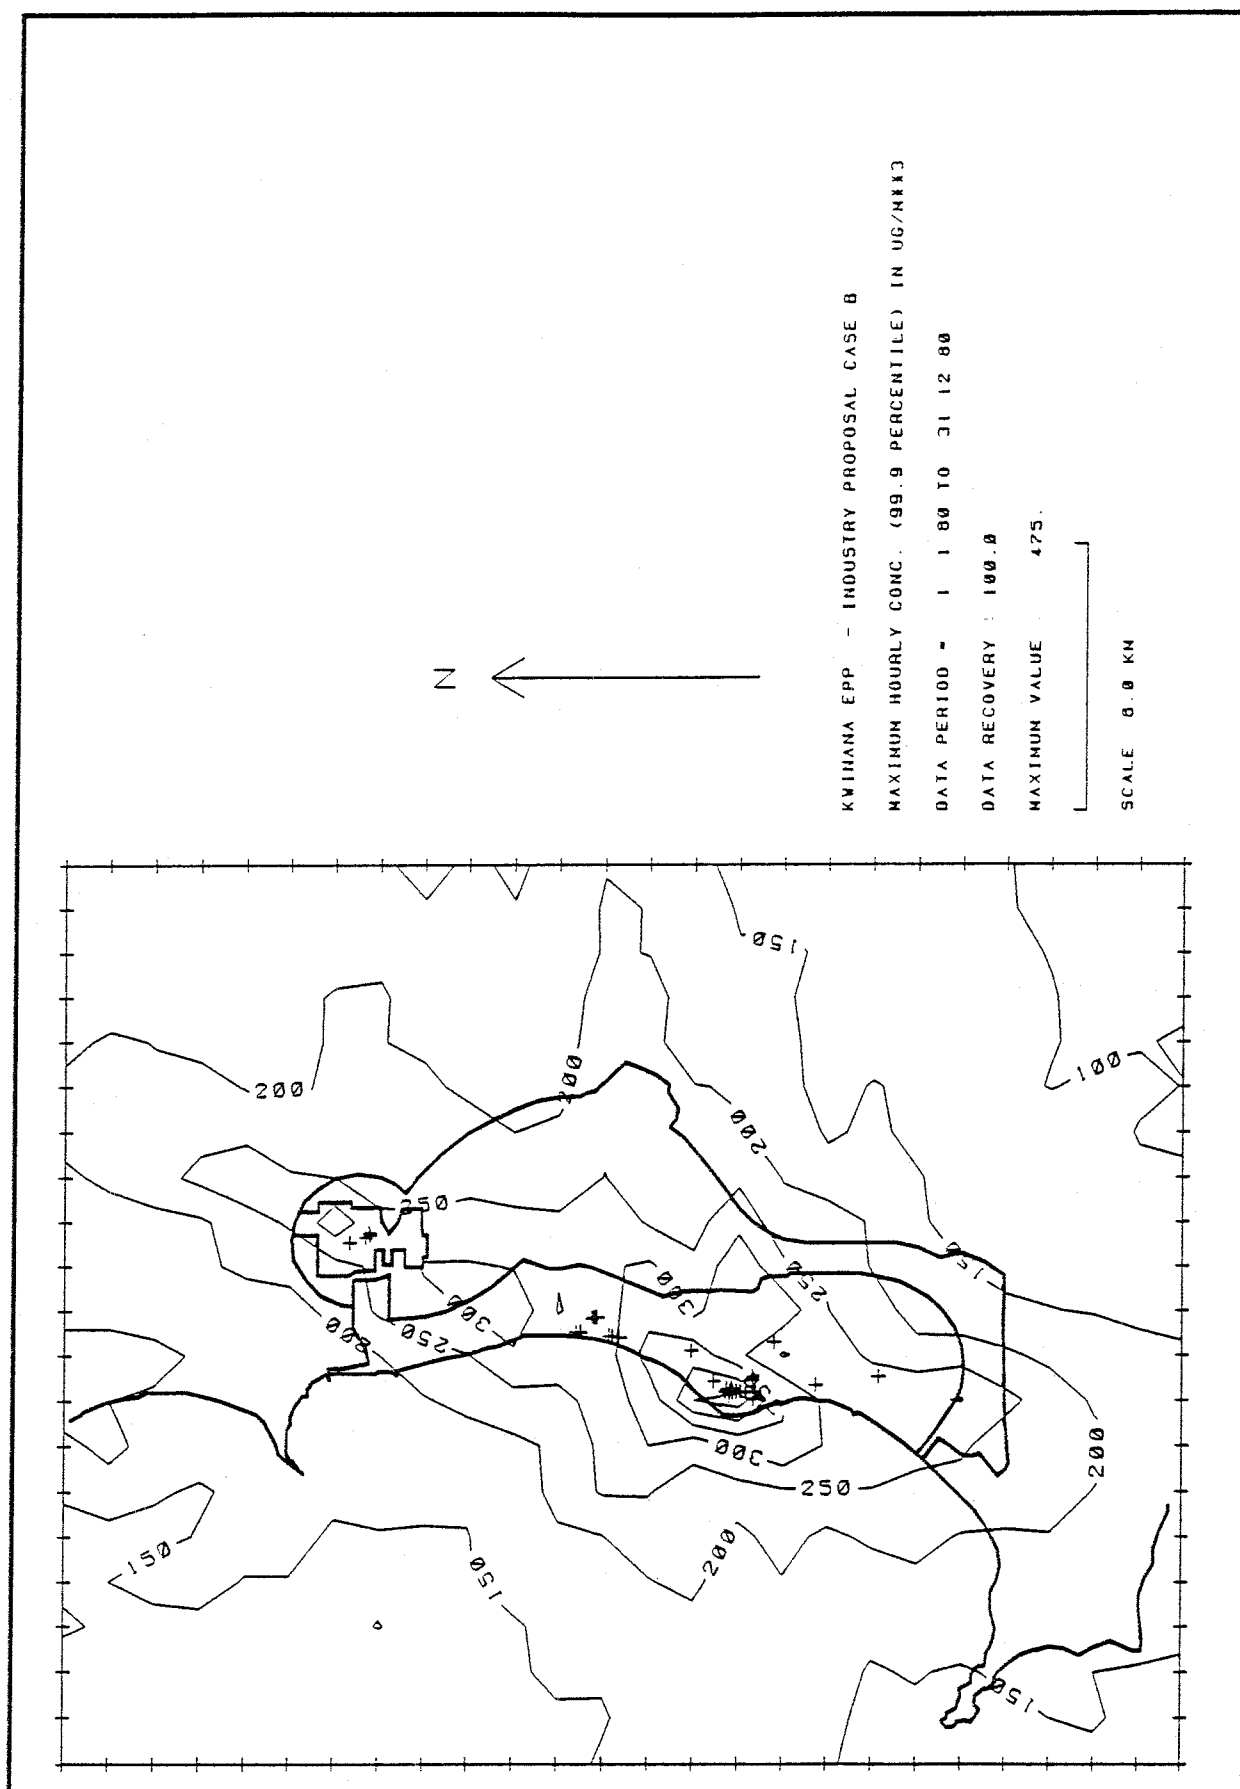 N
KWINANA EPP - INDUSTRY PROPOSAL CASE B
MAXIMUM HOURLY CONC. (99.9 PERCENTILE) IN UG/M**3
DATA PERIOD = 1 1 80 TO 31 12 80
DATA RECOVERY : 100.0
MAXIMUM VALUE 475.
SCALE 8.0 KM
200
200
150
100
200
250
150
300
250
200
300
250
300
250
200
200
150
150
150